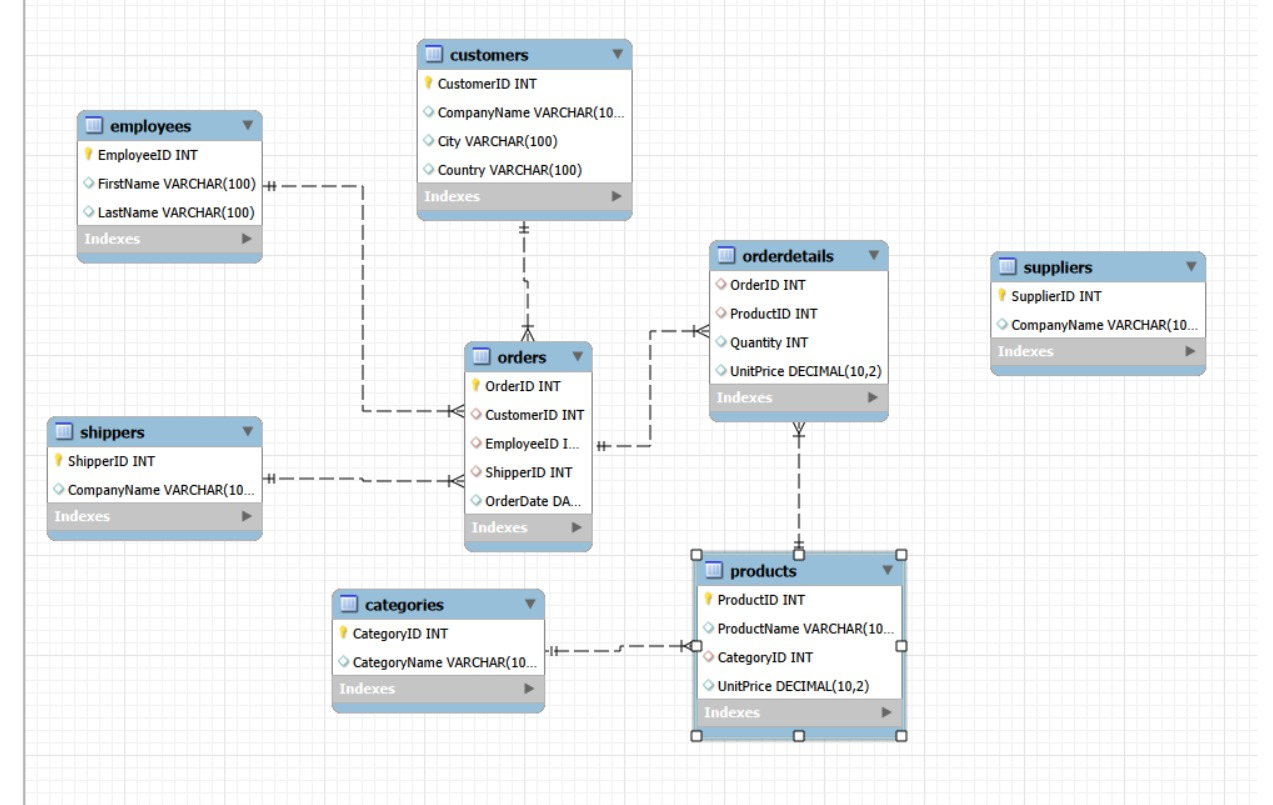 customers
CustomerID INT
CompanyName VARCHAR(10...
City VARCHAR(100)
Country VARCHAR(100)
Indexes
employees
EmployeeID INT
FirstName VARCHAR(100)
LastName VARCHAR(100)
Indexes
orderdetails
OrderID INT
ProductID INT
Quantity INT
UnitPrice DECIMAL(10,2)
Indexes
suppliers
SupplierID INT
CompanyName VARCHAR(10...
Indexes
orders
OrderID INT
CustomerID INT
EmployeeID I...
ShipperID INT
OrderDate DA...
Indexes
shippers
ShipperID INT
CompanyName VARCHAR(10...
Indexes
categories
CategoryID INT
CategoryName VARCHAR(10...
Indexes
products
ProductID INT
ProductName VARCHAR(10...
CategoryID INT
UnitPrice DECIMAL(10,2)
Indexes